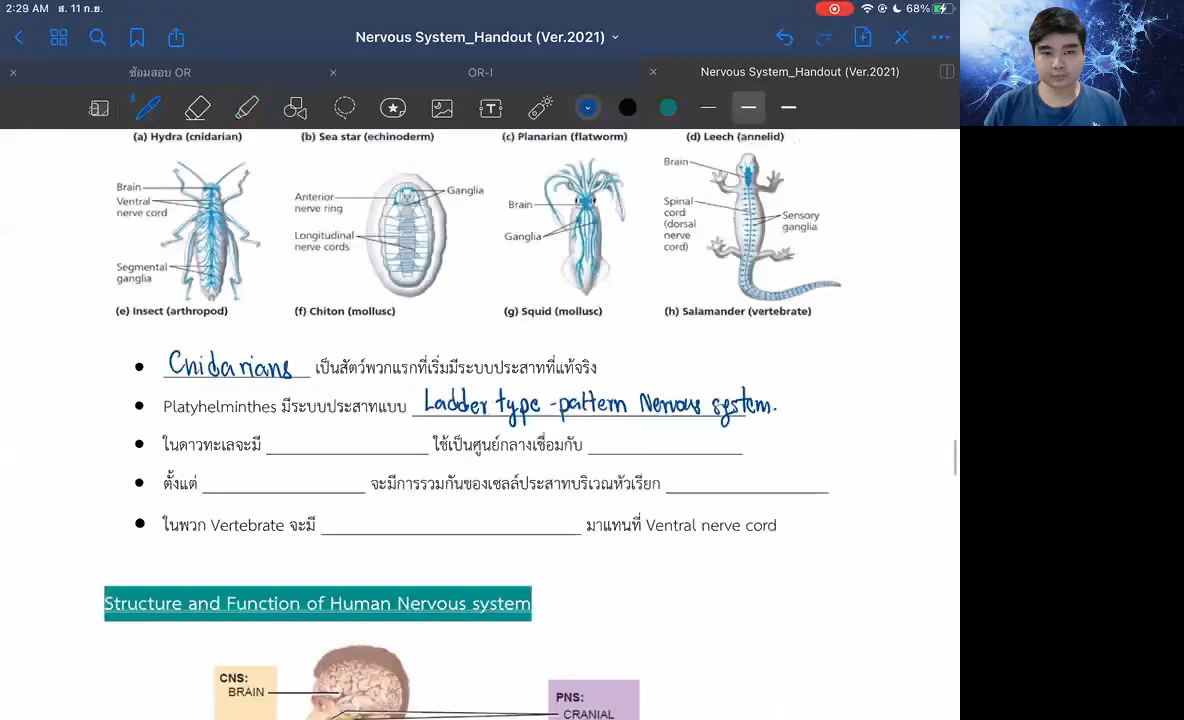 2:29 AM ส. 11 ก.ย.
68%
Nervous System_Handout (Ver.2021)
ซ้อมสอบ OR
OR-I
Nervous System_Handout (Ver.2021)
(a) Hydra (cnidarian)
(b) Sea star (echinoderm)
(c) Planarian (flatworm)
(d) Leech (annelid)
Brain
Ventral
nerve cord
Segmental
ganglia
Anterior
nerve ring
Ganglia
Longitudinal
nerve cords
Brain
Ganglia
Brain
Spinal
cord
(dorsal
nerve
cord)
Sensory
ganglia
(e) Insect (arthropod)
(f) Chiton (mollusc)
(g) Squid (mollusc)
(h) Salamander (vertebrate)
• Cnidarians เป็นสัตว์พวกแรกที่เริ่มมีระบบประสาทที่แท้จริง
• Platyhelminthes มีระบบประสาทแบบ Ladder type -pattern Nervous system.
• ในดาวทะเลจะมี ใช้เป็นศูนย์กลางเชื่อมกับ
• ตั้งแต่ จะมีการรวมกันของเซลล์ประสาทบริเวณหัวเรียก
• ในพวก Vertebrate จะมี มาแทนที่ Ventral nerve cord
Structure and Function of Human Nervous system
CNS:
BRAIN
PNS:
CRANIAL